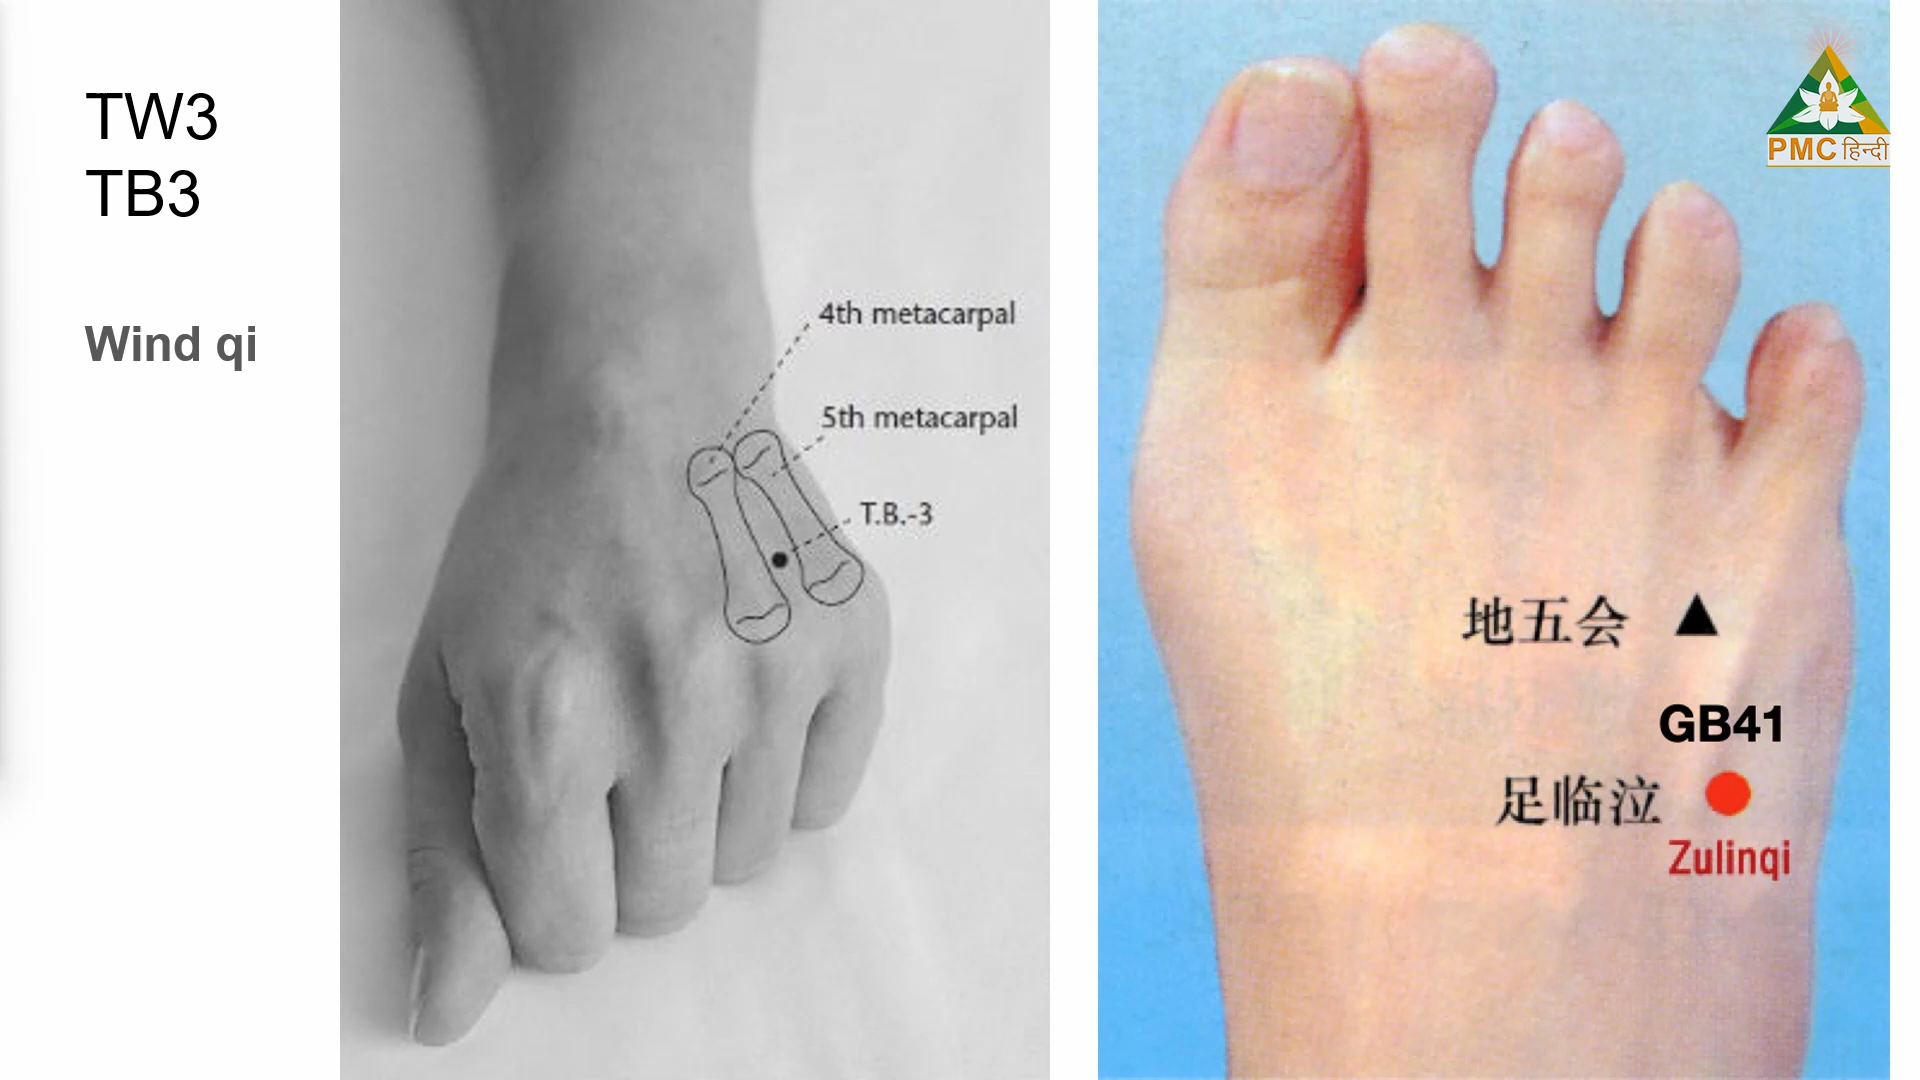 TW3
TB3
Wind qi
4th metacarpal
5th metacarpal
T.B.-3
地五会
GB41
足临泣
Zulinqi
PMC हिन्दी